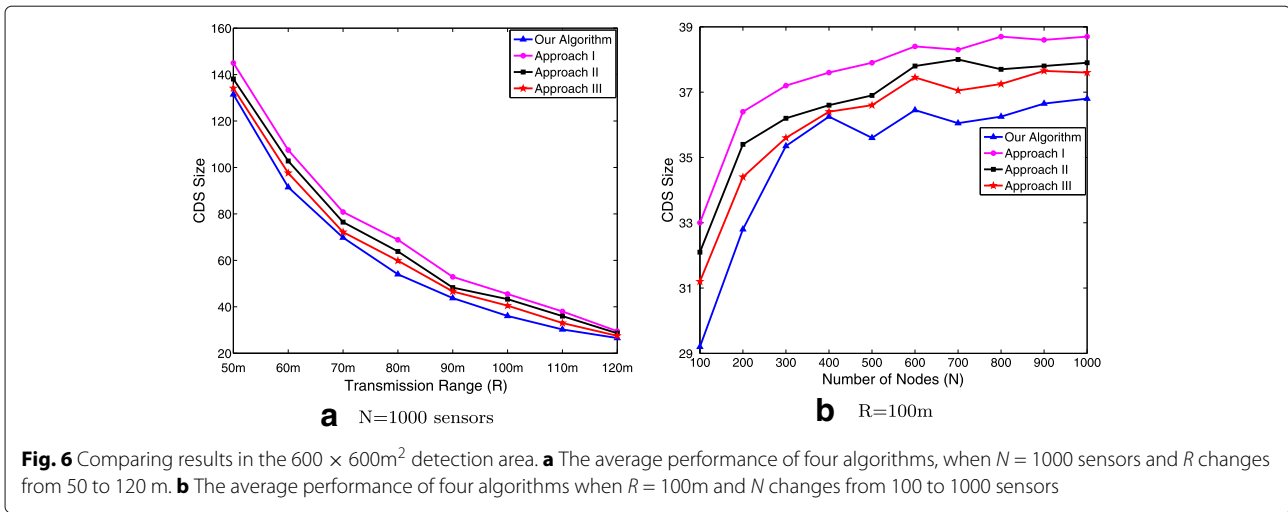 160
140
120
100
80
60
40
20
CDS Size
50m 60m 70m 80m 90m 100m 110m 120m
Transmission Range (R)
Our Algorithm
Approach I
Approach II
Approach III
a N=1000 sensors
39
37
35
33
31
29
CDS Size
100 200 300 400 500 600 700 800 900 1000
Number of Nodes (N)
Our Algorithm
Approach I
Approach II
Approach III
b R=100m
Fig. 6 Comparing results in the 600 × 600m² detection area. a The average performance of four algorithms, when N = 1000 sensors and R changes
from 50 to 120 m. b The average performance of four algorithms when R = 100m and N changes from 100 to 1000 sensors